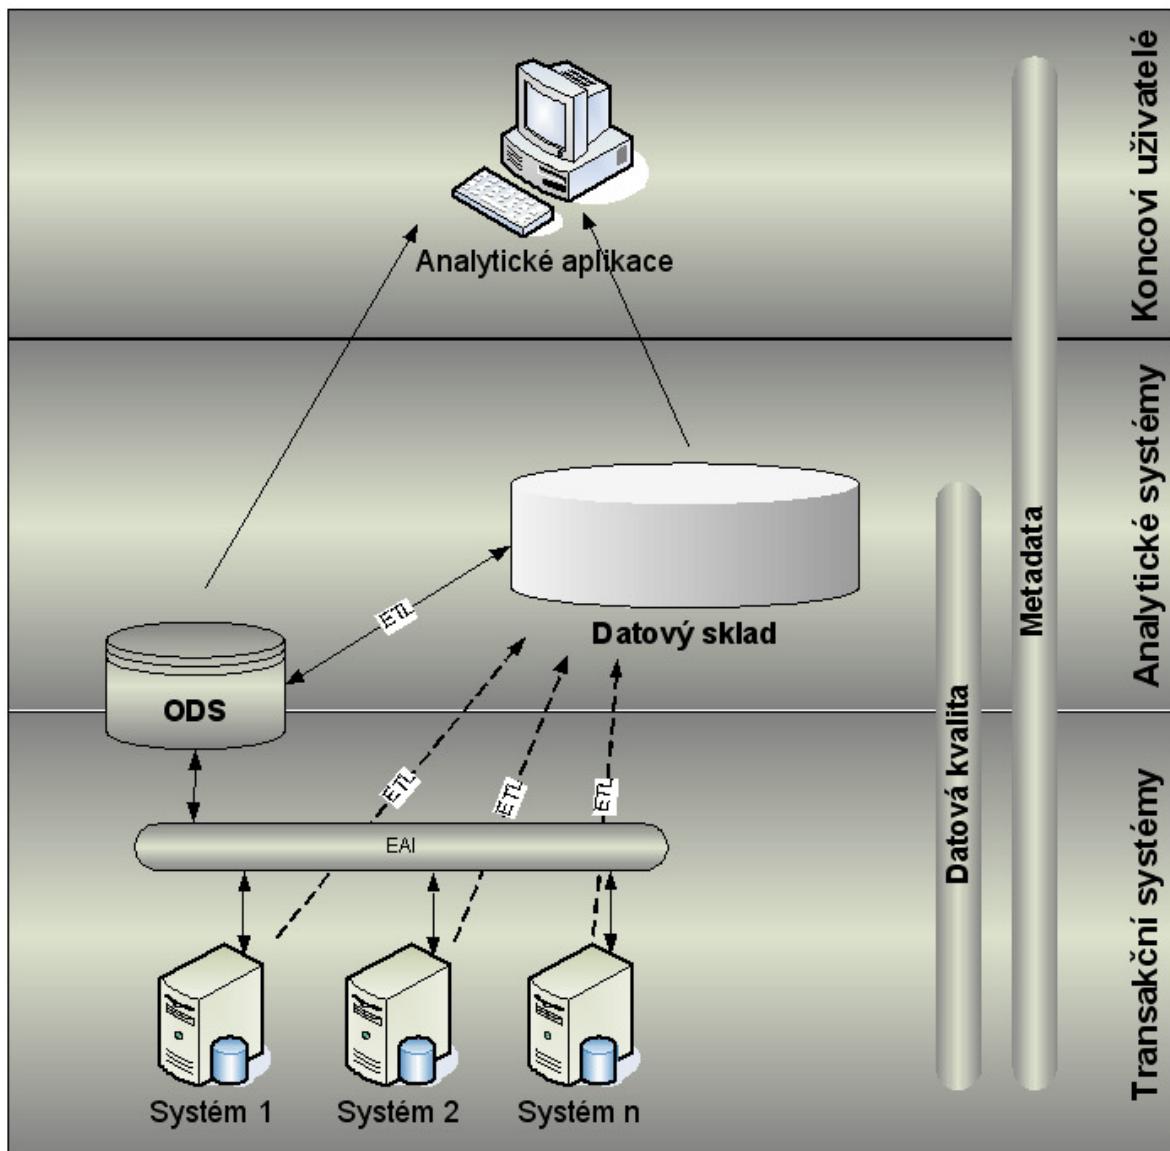 Koncoví uživatelé
Analytické aplikace
Analytické systémy
Metadata
Datová kvalita
ETL
Datový sklad
ODS
ETL
ETL
ETL
Transakční systémy
EAI
Systém 1
Systém 2
Systém n